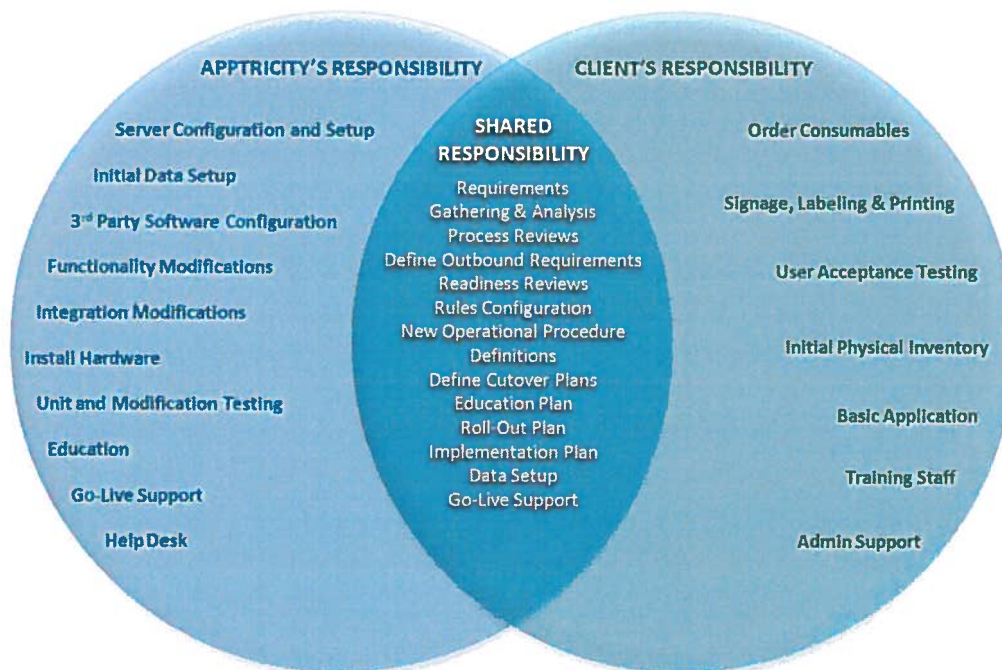 APPTRICITY'S RESPONSIBILITY
Server Configuration and Setup
Initial Data Setup
3rd Party Software Configuration
Functionality Modifications
Integration Modifications
Install Hardware
Unit and Modification Testing
Education
Go-Live Support
Help Desk
SHARED
RESPONSIBILITY
Requirements
Gathering & Analysis
Process Reviews
Define Outbound Requirements
Readiness Reviews
Rules Configuration
New Operational Procedure
Definitions
Define Cutover Plans
Education Plan
Roll-Out Plan
Implementation Plan
Data Setup
Go-Live Support
CLIENT'S RESPONSIBILITY
Order Consumables
Signage, Labeling & Printing
User Acceptance Testing
Initial Physical Inventory
Basic Application
Training Staff
Admin Support